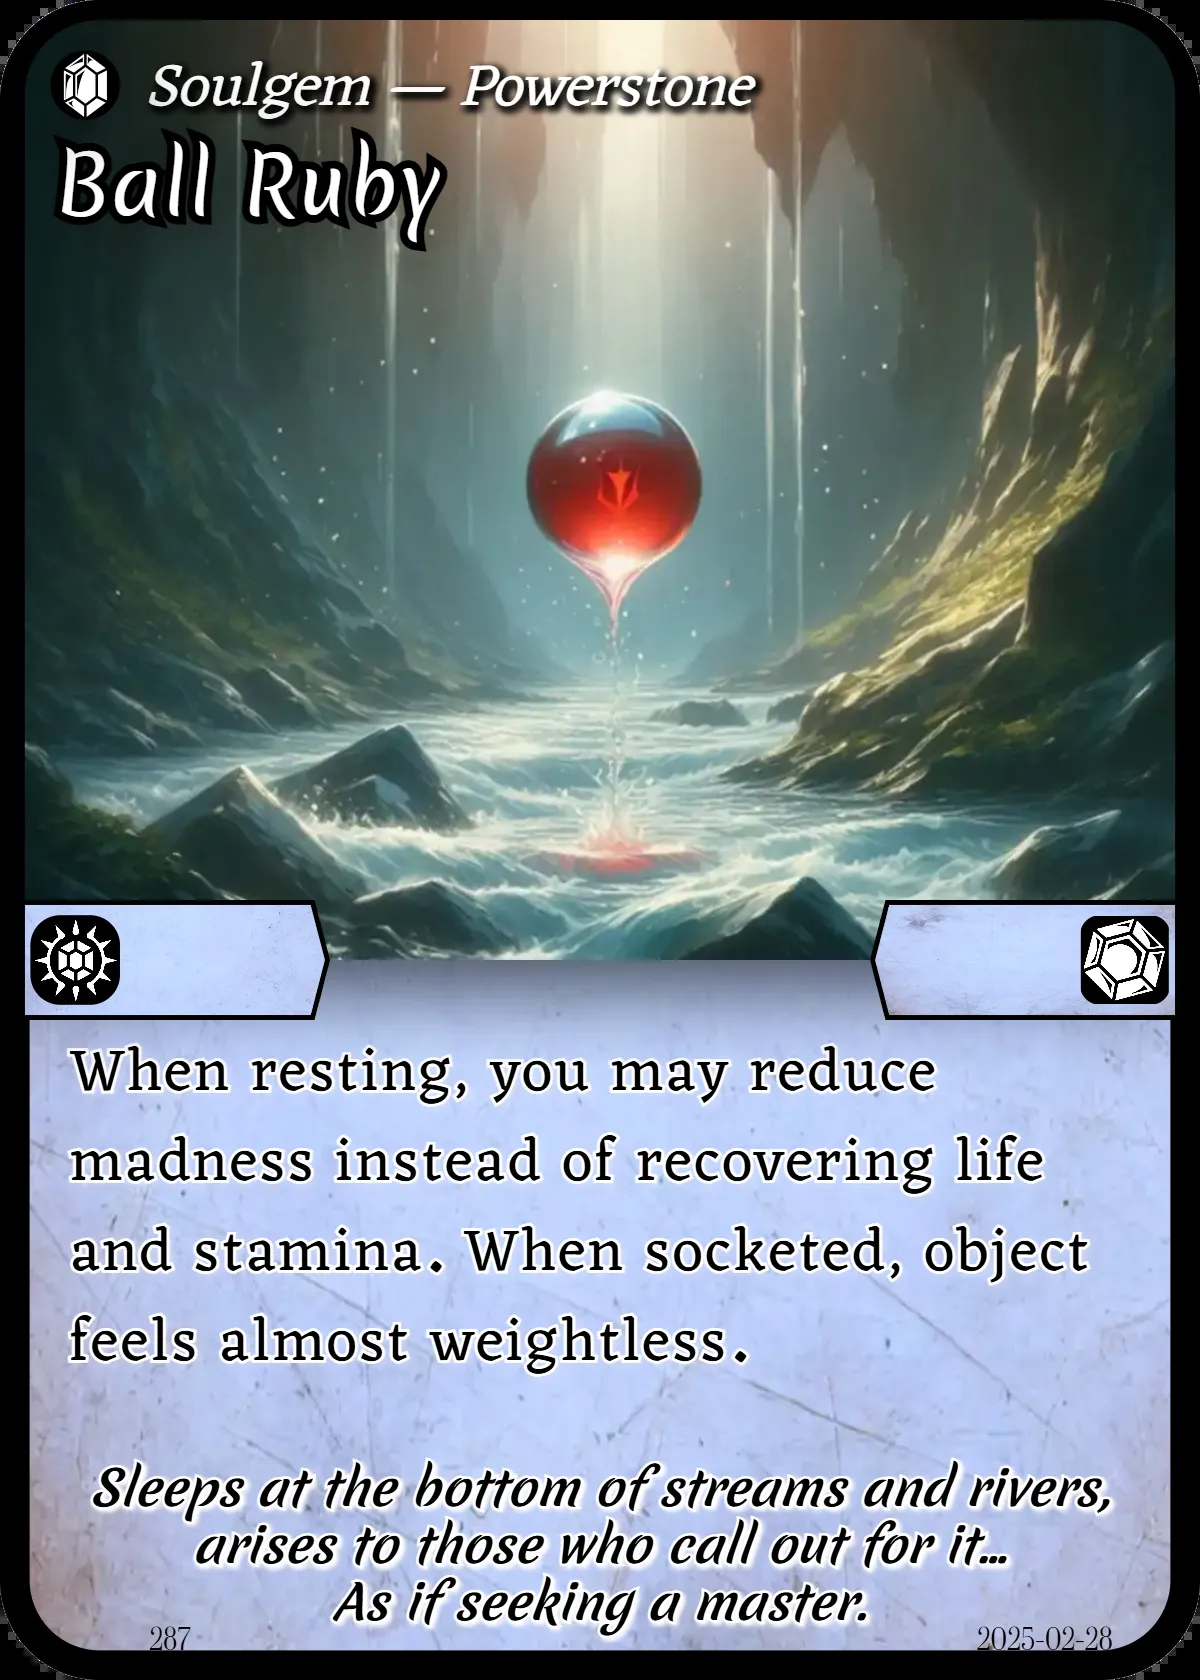 Soulgem — Powerstone
Ball Ruby
When resting, you may reduce
madness instead of recovering life
and stamina. When socketed, object
feels almost weightless.
Sleeps at the bottom of streams and rivers,
arises to those who call out for it...
As if seeking a master.
287
2025-02-28